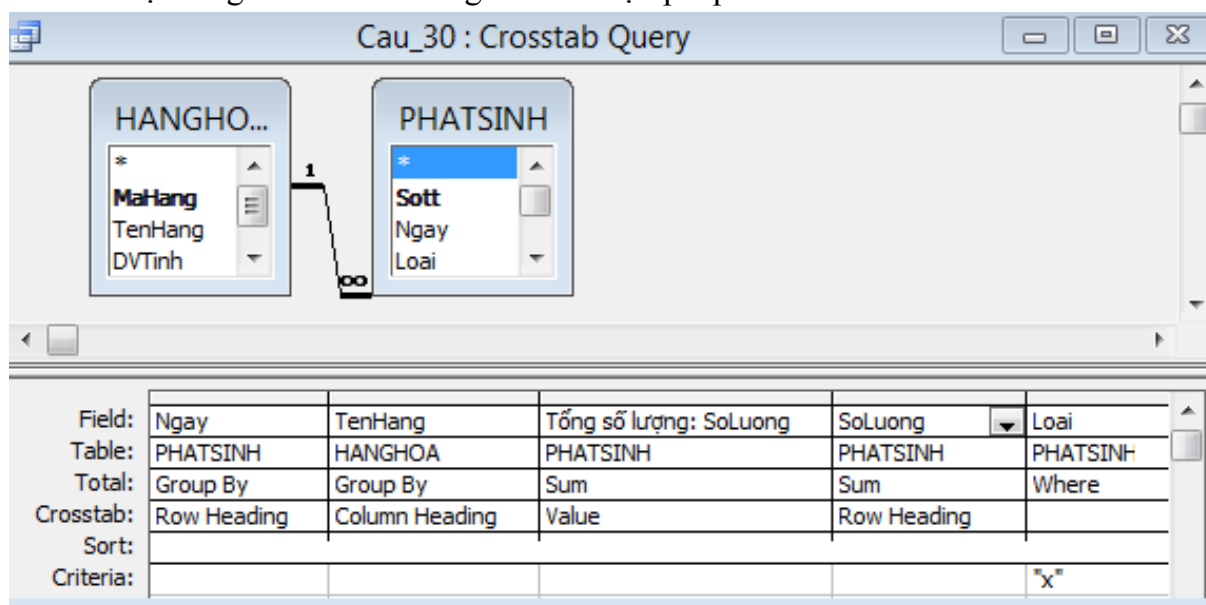 Cau_30 : Crosstab Query
HANGHO...
*
MaHang
TenHang
DVTinh
1
∞
PHATSINH
*
Sott
Ngay
Loai
Field: Ngay TenHang Tổng số lượng: SoLuong SoLuong Loai
Table: PHATSINH HANGHOA PHATSINH PHATSINH PHATSINH
Total: Group By Group By Sum Sum Where
Crosstab: Row Heading Column Heading Value Row Heading
Sort:
Criteria: "x"